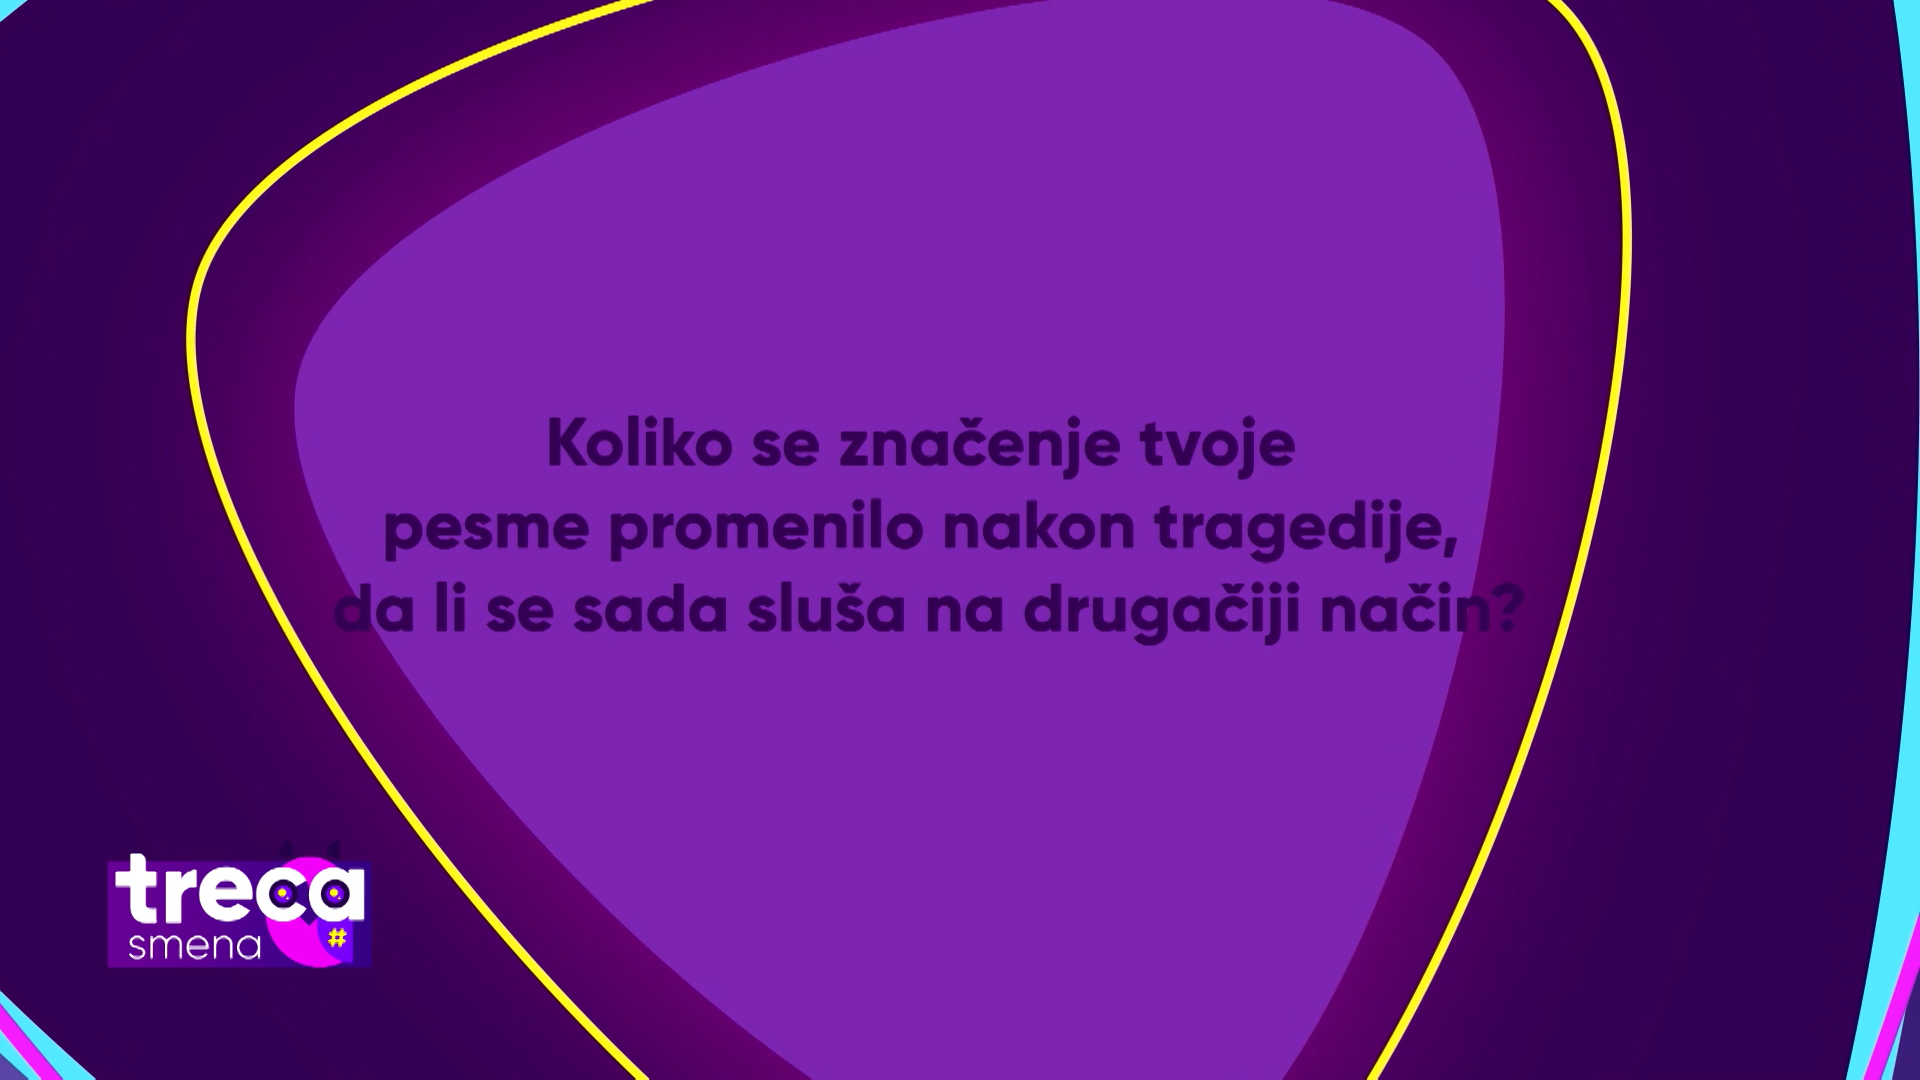 Koliko se značenje tvoje
pesme promenilo nakon tragedije,
da li se sada sluša na drugačiji način?
treca
smena
#